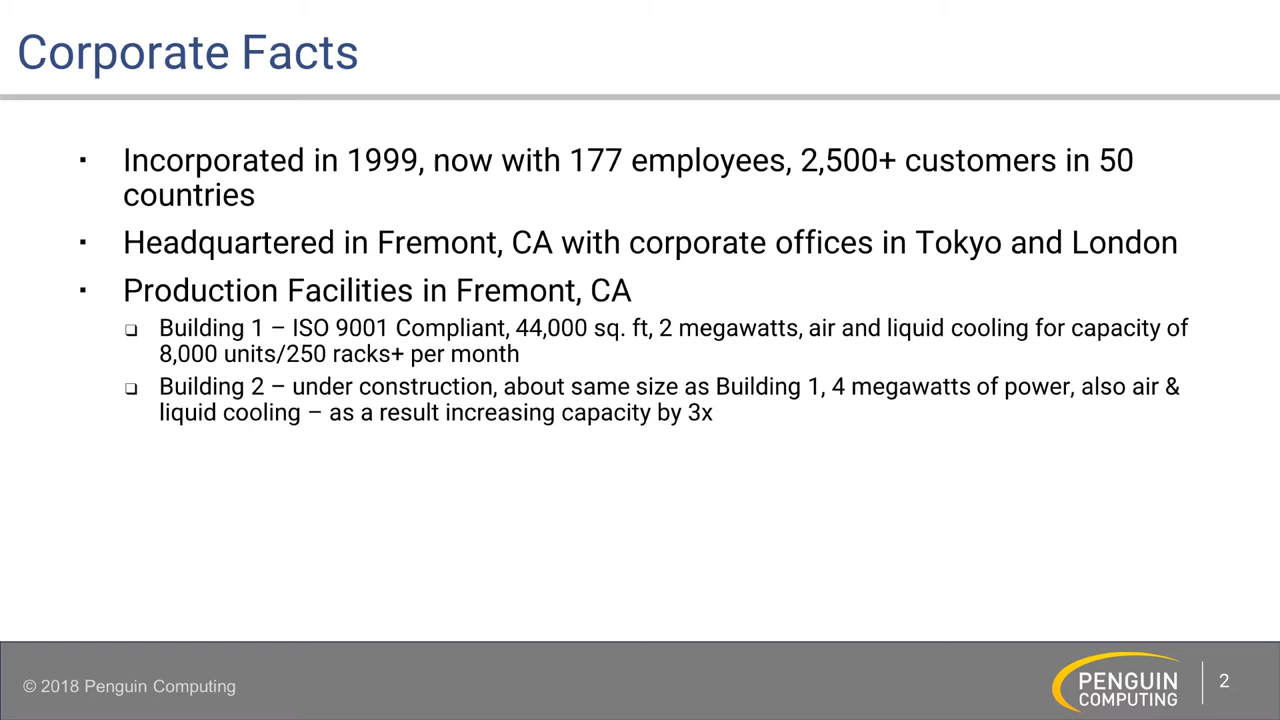 Corporate Facts
▪ Incorporated in 1999, now with 177 employees, 2,500+ customers in 50
countries
▪ Headquartered in Fremont, CA with corporate offices in Tokyo and London
▪ Production Facilities in Fremont, CA
❑ Building 1 – ISO 9001 Compliant, 44,000 sq. ft, 2 megawatts, air and liquid cooling for capacity of
8,000 units/250 racks+ per month
❑ Building 2 – under construction, about same size as Building 1, 4 megawatts of power, also air &
liquid cooling – as a result increasing capacity by 3x
© 2018 Penguin Computing
PENGUIN
COMPUTING
2